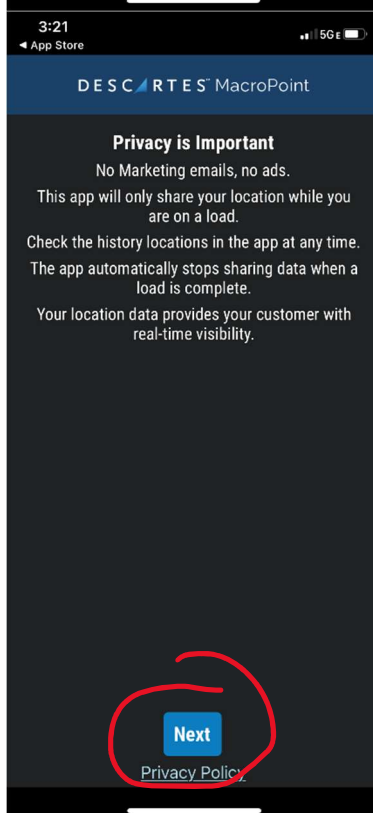 3:21
5G E
◀ App Store
DESCARTES™ MacroPoint
Privacy is Important
No Marketing emails, no ads.
This app will only share your location while you
are on a load.
Check the history locations in the app at any time.
The app automatically stops sharing data when a
load is complete.
Your location data provides your customer with
real-time visibility.
Next
Privacy Policy